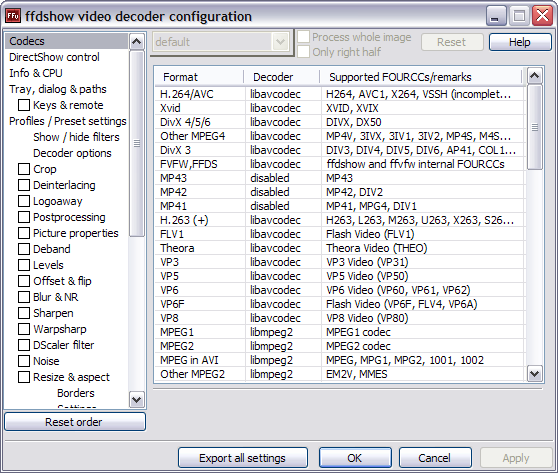 ffdshow video decoder configuration
Codecs
DirectShow control
Info & CPU
Tray, dialog & paths
Keys & remote
Profiles / Preset settings
Show / hide filters
Decoder options
Crop
Deinterlacing
Logoaway
Postprocessing
Picture properties
Deband
Levels
Offset & flip
Blur & NR
Sharpen
Warpsharp
DScaler filter
Noise
Resize & aspect
Borders
Settings
Reset order
default
Process whole image
Only right half
Reset
Help
Format Decoder Supported FOURCCs/remarks
H.264/AVC libavcodec H264, AVC1, X264, VSSH (incomplet...
Xvid libavcodec XVID, XVIX
DivX 4/5/6 libavcodec DIVX, DX50
Other MPEG4 libavcodec MP4V, 3IVX, 3IV1, 3IV2, MP4S, M4S...
DivX 3 libavcodec DIV3, DIV4, DIV5, DIV6, AP41, COL1...
FVFW,FFDS libavcodec ffdshow and ffvfw internal FOURCCs
MP43 disabled MP43
MP42 disabled MP42, DIV2
MP41 disabled MP41, MPG4, DIV1
H.263 (+) libavcodec H263, L263, M263, U263, X263, S26...
FLV1 libavcodec Flash Video (FLV1)
Theora libavcodec Theora Video (THEO)
VP3 libavcodec VP3 Video (VP31)
VP5 libavcodec VP5 Video (VP50)
VP6 libavcodec VP6 Video (VP60, VP61, VP62)
VP6F libavcodec Flash Video (VP6F, FLV4, VP6A)
VP8 libavcodec VP8 Video (VP80)
MPEG1 libmpeg2 MPEG1 codec
MPEG2 libmpeg2 MPEG2 codec
MPEG in AVI libmpeg2 MPEG, MPG1, MPG2, 1001, 1002
Other MPEG2 libmpeg2 EM2V, MMES
Export all settings
OK
Cancel
Apply